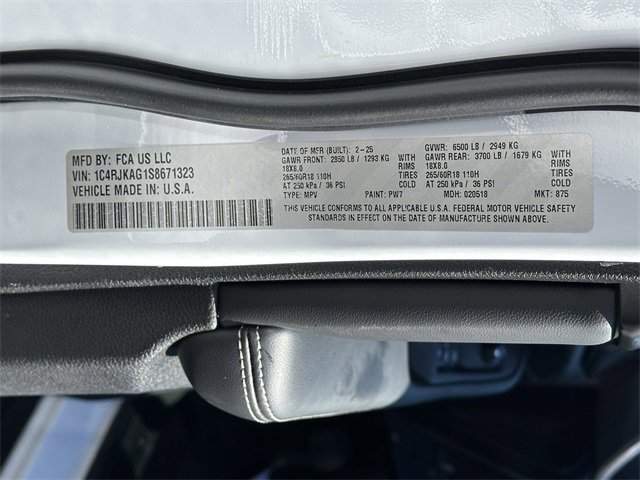 MFD BY: FCA US LLC
VIN: 1C4RJKAG1S8671323
VEHICLE MADE IN U.S.A.
DATE OF MFR (BUILT): 2-25 GVWR: 6500 LB / 2949 KG
GAWR FRONT: 2850 LB / 1293 KG WITH GAWR REAR: 3700 LB / 1679 KG WITH
18X8.0 RIMS 18X8.0 RIMS
265/60R18 110H TIRES 265/60R18 110H TIRES
AT 250 kPa / 36 PSI AT 250 kPa / 36 PSI
TYPE: MPV PAINT: PW7 MDH: 020518 MKT: 875
THIS VEHICLE CONFORMS TO ALL APPLICABLE U.S.A. FEDERAL MOTOR VEHICLE SAFETY
STANDARDS IN EFFECT ON THE DATE OF MANUFACTURE SHOWN ABOVE.